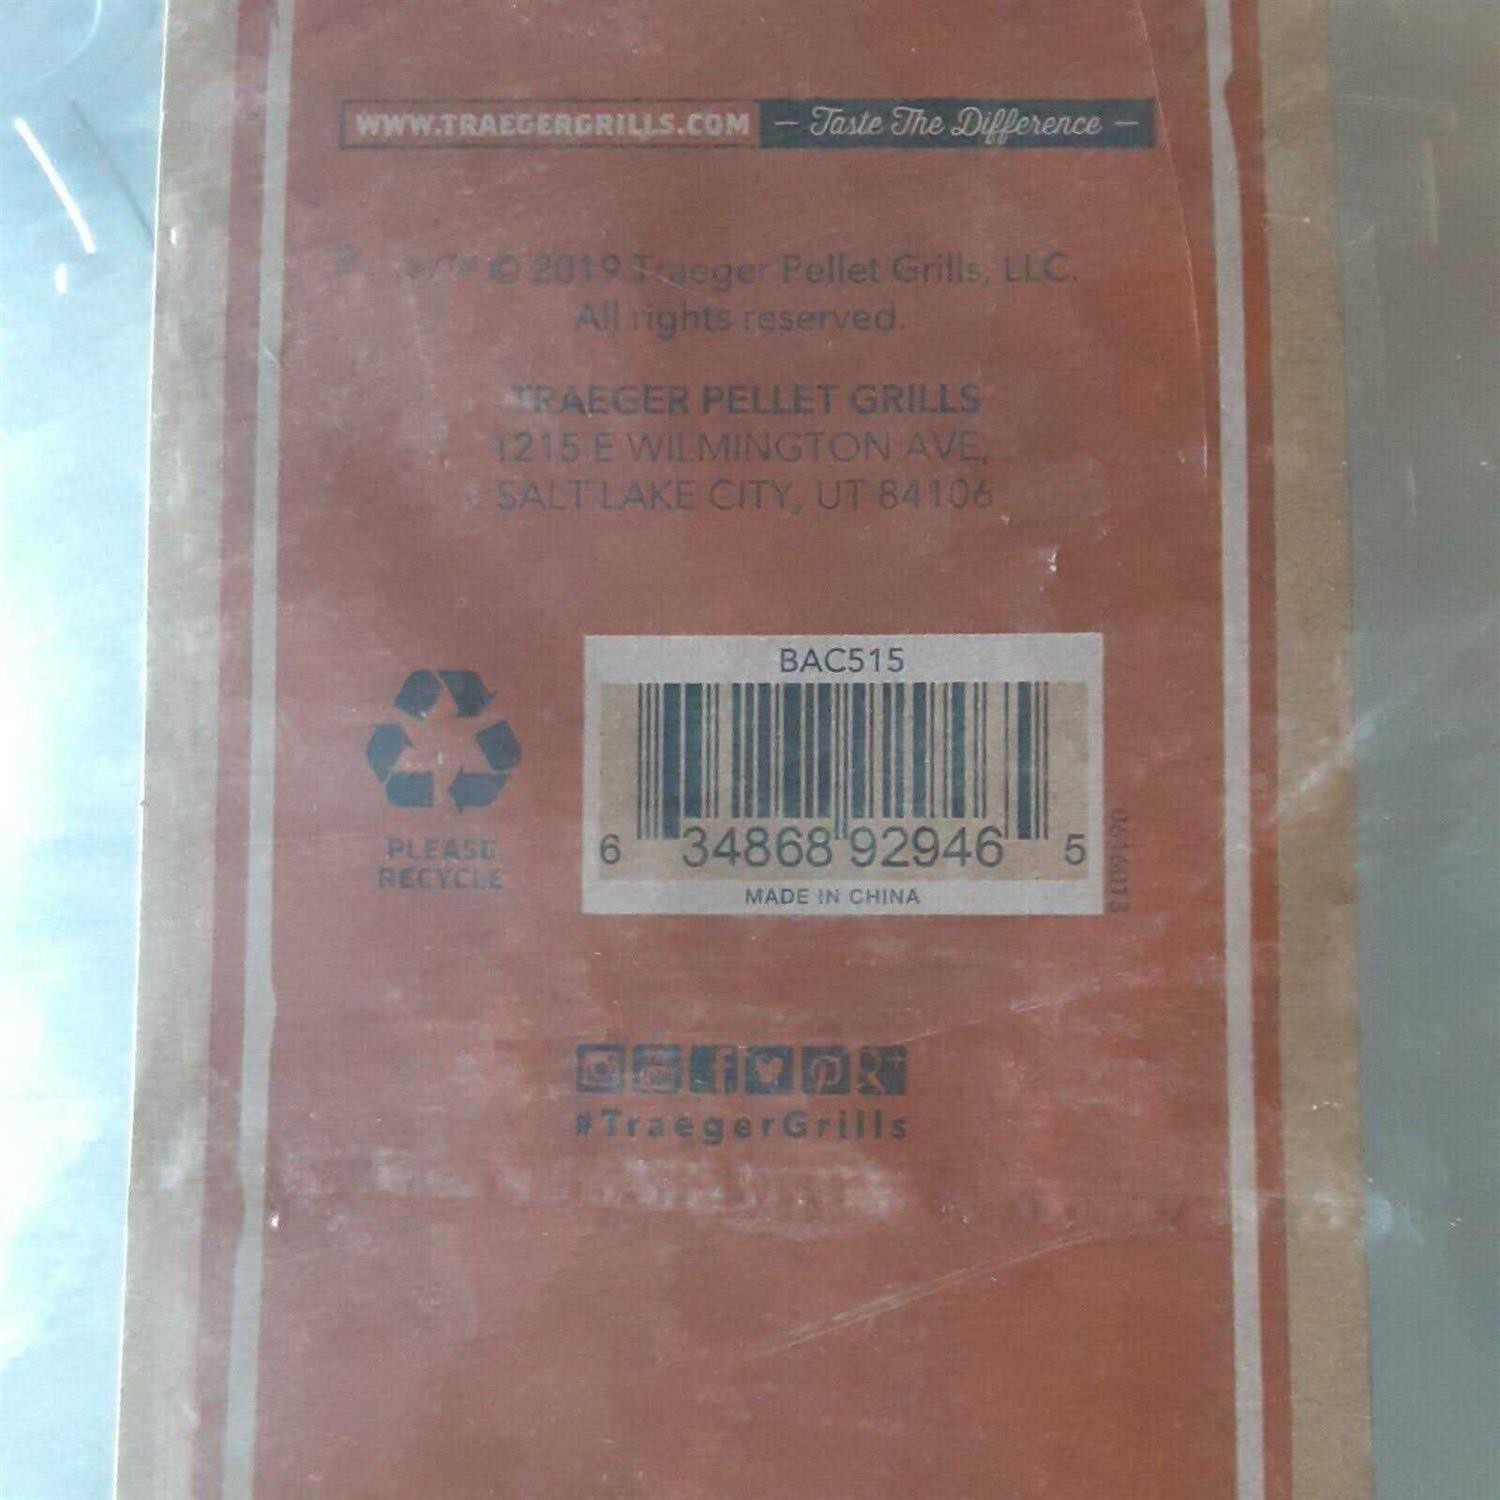 WWW.TRAEGERGRILLS.COM — Taste The Difference —
®/™ © 2019 Traeger Pellet Grills, LLC.
All rights reserved.
TRAEGER PELLET GRILLS
1215 E WILMINGTON AVE,
SALT LAKE CITY, UT 84106
BAC515
6 34868 92946 5
MADE IN CHINA
PLEASE
RECYCLE
#TraegerGrills